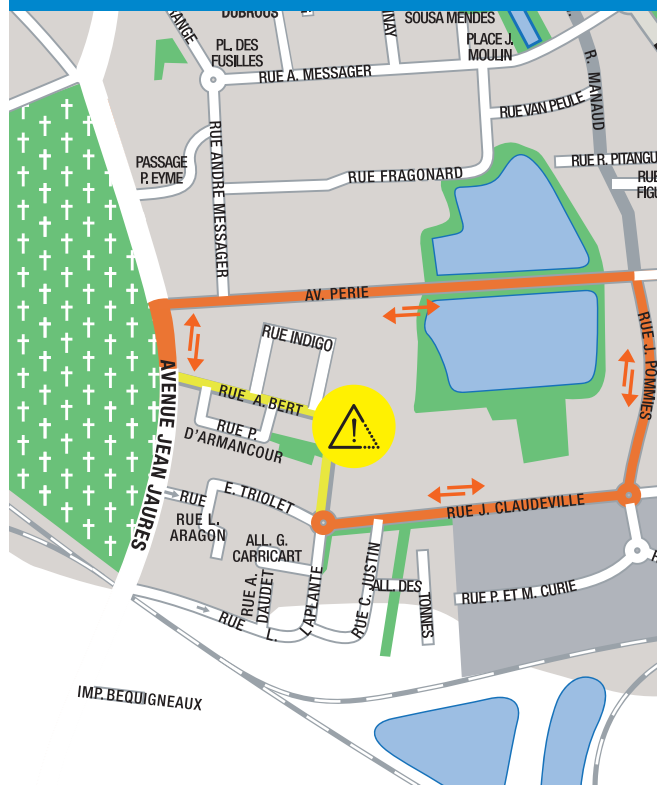 DUBROUS
SOUSA MENDES
PL. DES
FUSILLES
PLACE J.
MOULIN
RUE A. MESSAGER
R. MANAUD
RUE VAN PEULE
RUE ANDRE MESSAGER
PASSAGE
P. EYME
RUE FRAGONARD
RUE R. PITANGU
RUE
FIGU
AV. PERIE
RUE INDIGO
RUE J. POMMIES
AVENUE JEAN JAURES
RUE A. BERT
!
RUE P.
D'ARMANCOUR
RUE E. TRIOLET
RUE L.
ARAGON
RUE J. CLAUDEVILLE
ALL. G.
CARRICART
RUE A.
DAUDET
RUE L. LAPLANTE
RUE C. JUSTIN
ALL. DES
TONNES
RUE P. ET M. CURIE
IMP. BEQUIGNEAUX